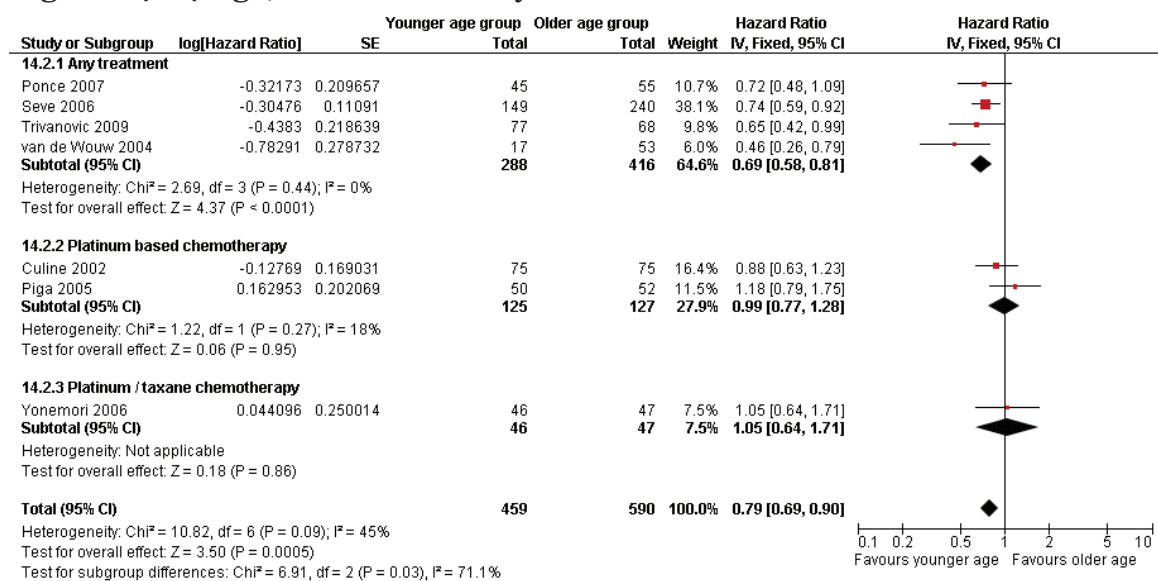 Younger age group Older age group Hazard Ratio Hazard Ratio
Study or Subgroup log[Hazard Ratio] SE Total Total Weight IV, Fixed, 95% CI IV, Fixed, 95% CI
14.2.1 Any treatment
Ponce 2007 -0.32173 0.209657 45 55 10.7% 0.72 [0.48, 1.09]
Seve 2006 -0.30476 0.11091 149 240 38.1% 0.74 [0.59, 0.92]
Trivanovic 2009 -0.4383 0.218639 77 68 9.8% 0.65 [0.42, 0.99]
van de Wouw 2004 -0.78291 0.278732 17 53 6.0% 0.46 [0.26, 0.79]
Subtotal (95% CI) 288 416 64.6% 0.69 [0.58, 0.81]
Heterogeneity: Chi² = 2.69, df = 3 (P = 0.44); I² = 0%
Test for overall effect: Z = 4.37 (P < 0.0001)
14.2.2 Platinum based chemotherapy
Culine 2002 -0.12769 0.169031 75 75 16.4% 0.88 [0.63, 1.23]
Piga 2005 0.162953 0.202069 50 52 11.5% 1.18 [0.79, 1.75]
Subtotal (95% CI) 125 127 27.9% 0.99 [0.77, 1.28]
Heterogeneity: Chi² = 1.22, df = 1 (P = 0.27); I² = 18%
Test for overall effect: Z = 0.06 (P = 0.95)
14.2.3 Platinum / taxane chemotherapy
Yonemori 2006 0.044096 0.250014 46 47 7.5% 1.05 [0.64, 1.71]
Subtotal (95% CI) 46 47 7.5% 1.05 [0.64, 1.71]
Heterogeneity: Not applicable
Test for overall effect: Z = 0.18 (P = 0.86)
Total (95% CI) 459 590 100.0% 0.79 [0.69, 0.90]
Heterogeneity: Chi² = 10.82, df = 6 (P = 0.09); I² = 45%
Test for overall effect: Z = 3.50 (P = 0.0005)
Test for subgroup differences: Chi² = 6.91, df = 2 (P = 0.03), I² = 71.1%
0.1 0.2 0.5 1 2 5 10
Favours younger age Favours older age